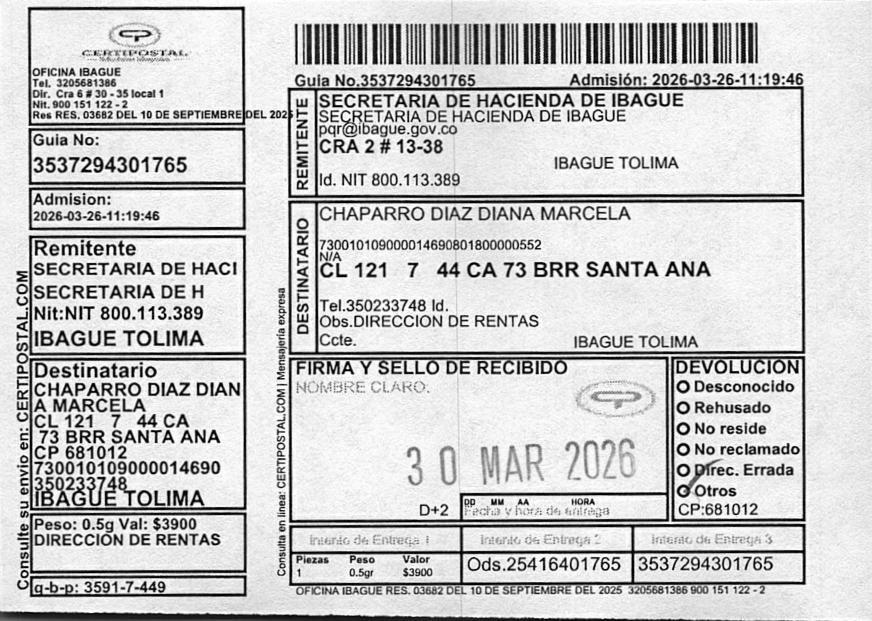 CERTIPOSTAL
OFICINA IBAGUE
Tel. 3205681386
Dir. Cra 6 # 30 - 35 local 1
Nit. 900 151 122 - 2
Res RES. 03682 DEL 10 DE SEPTIEMBRE DEL 2025
Guia No:
3537294301765
Admision:
2026-03-26-11:19:46
Remitente
SECRETARIA DE HACI
SECRETARIA DE H
Nit:NIT 800.113.389
IBAGUE TOLIMA
Destinatario
CHAPARRO DIAZ DIAN
A MARCELA
CL 121 7 44 CA
73 BRR SANTA ANA
CP 681012
730010109000014690
350233748
IBAGUE TOLIMA
Peso: 0.5g Val: $3900
DIRECCIÓN DE RENTAS
q-b-p: 3591-7-449
Consulte su envio en: CERTIPOSTAL.COM
Guia No.3537294301765 Admisión: 2026-03-26-11:19:46
REMITENTE
SECRETARIA DE HACIENDA DE IBAGUE
SECRETARIA DE HACIENDA DE IBAGUE
pqr@ibague.gov.co
CRA 2 # 13-38
IBAGUE TOLIMA
Id. NIT 800.113.389
DESTINATARIO
CHAPARRO DIAZ DIANA MARCELA
730010109000014690801800000552
N/A
CL 121 7 44 CA 73 BRR SANTA ANA
Tel.350233748 Id.
Obs.DIRECCION DE RENTAS
Ccte. IBAGUE TOLIMA
Consulta en linea: CERTIPOSTAL.COM | Mensajería expresa
FIRMA Y SELLO DE RECIBIDO
NOMBRE CLARO:
30 MAR 2026
D+2
DD MM AA HORA
Fecha y hora de entrega
DEVOLUCION
Desconocido
Rehusado
No reside
No reclamado
Direc. Errada
Otros
CP:681012
Intento de Entrega 1 Intento de Entrega 2 Intento de Entrega 3
Piezas Peso Valor
1 0.5gr $3900
Ods.25416401765
3537294301765
OFICINA IBAGUE RES. 03682 DEL 10 DE SEPTIEMBRE DEL 2025 3205681386 900 151 122 - 2